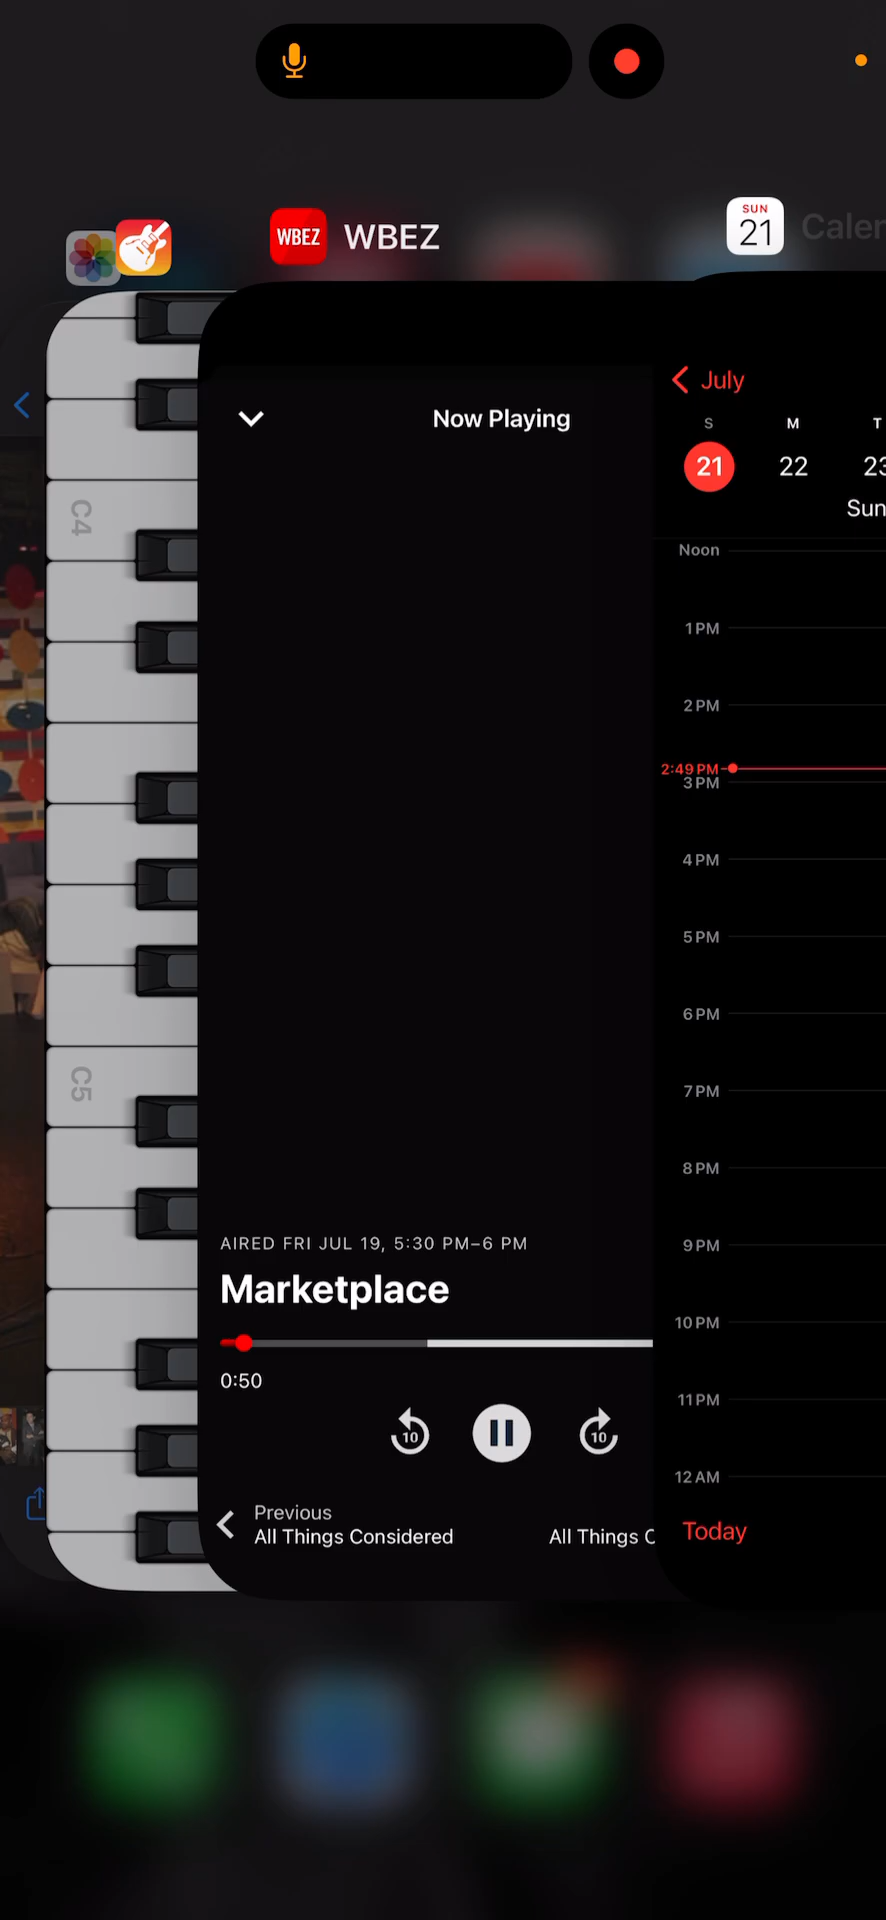 WBEZ
WBEZ
SUN
21
Calen
C4
C5
Now Playing
AIRED FRI JUL 19, 5:30 PM–6 PM
Marketplace
0:50
10
10
Previous
All Things Considered
All Things C
July
S
M
T
21
22
23
Sun
Noon
1 PM
2 PM
2:49 PM
3 PM
4 PM
5 PM
6 PM
7 PM
8 PM
9 PM
10 PM
11 PM
12 AM
Today